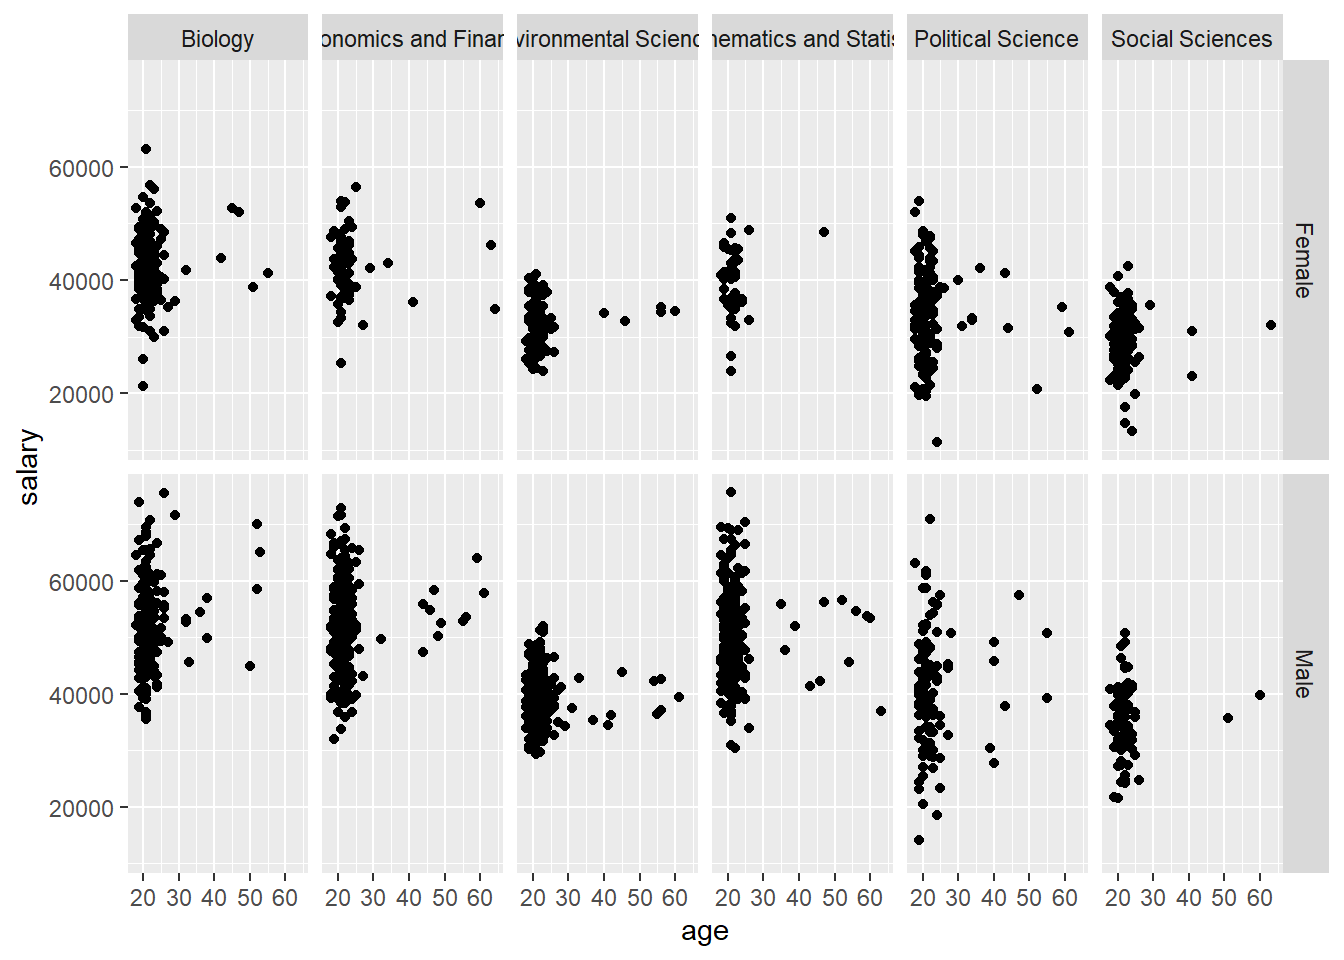 Biology
onomics and Finan
vironmental Scienc
hematics and Statis
Political Science
Social Sciences
60000
40000
20000
Female
salary
60000
40000
20000
Male
20 30 40 50 60 20 30 40 50 60 20 30 40 50 60 20 30 40 50 60 20 30 40 50 60 20 30 40 50 60
age